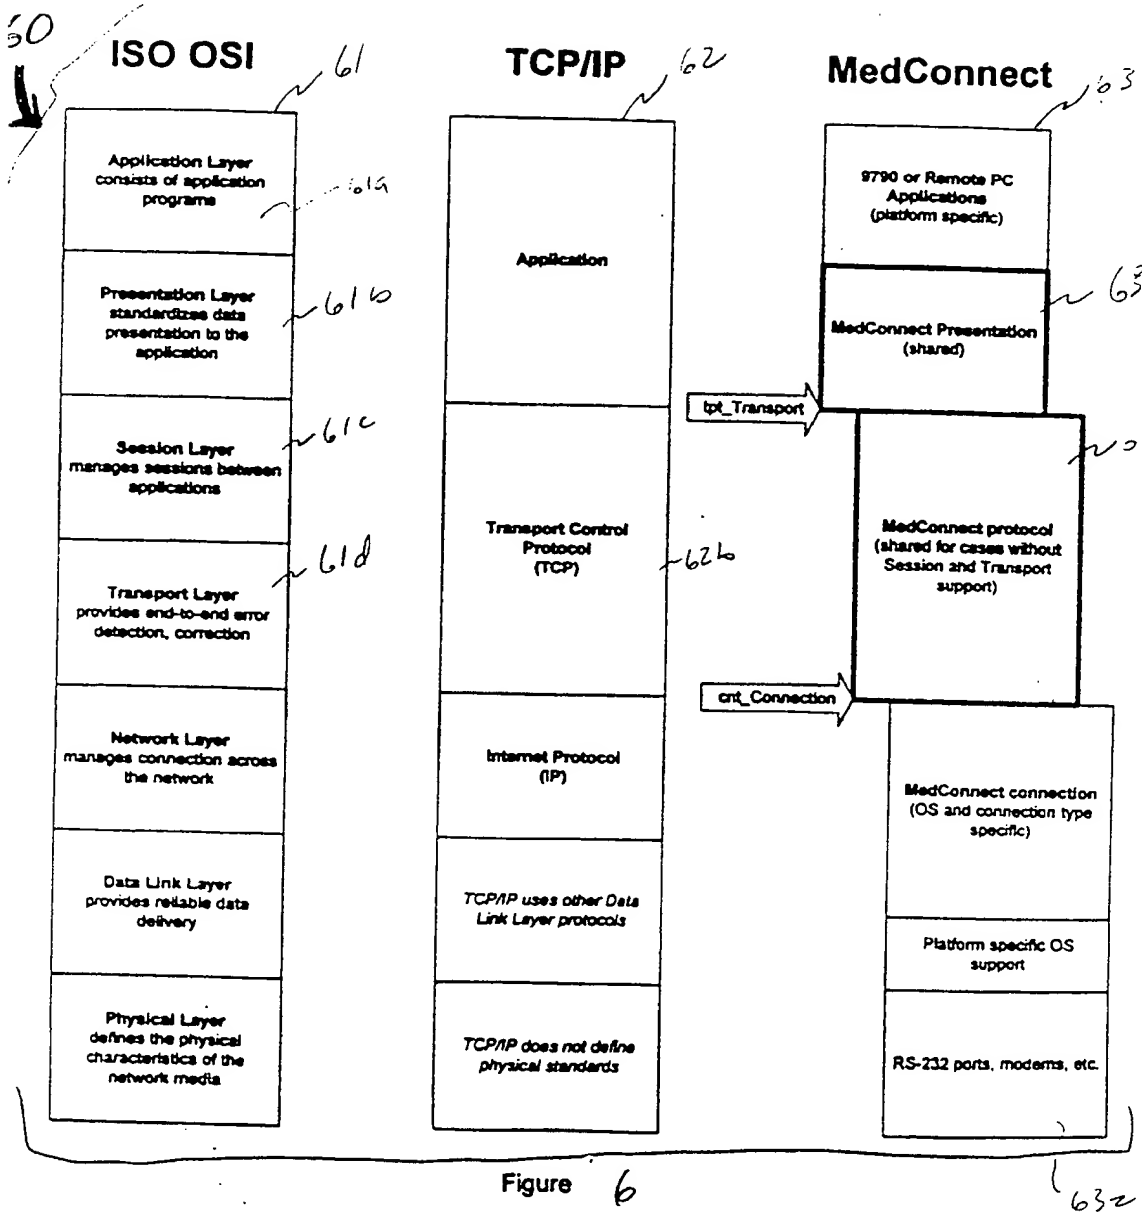 ISO OSI
61
Application Layer
consists of application
programs
61a
Presentation Layer
standardizes data
presentation to the
application
61b
Session Layer
manages sessions between
applications
61c
Transport Layer
provides end-to-end error
detection, correction
61d
Network Layer
manages connection across
the network
Data Link Layer
provides reliable data
delivery
Physical Layer
defines the physical
characteristics of the
network media
TCP/IP
62
Application
Transport Control
Protocol
(TCP)
62b
Internet Protocol
(IP)
TCP/IP uses other Data
Link Layer protocols
TCP/IP does not define
physical standards
MedConnect
63
9790 or Remote PC
Applications
(platform specific)
MedConnect Presentation
(shared)
63
tpt_Transport
MedConnect protocol
(shared for cases without
Session and Transport
support)
cnt_Connection
MedConnect connection
(OS and connection type
specific)
Platform specific OS
support
RS-232 ports, modems, etc.
Figure 6